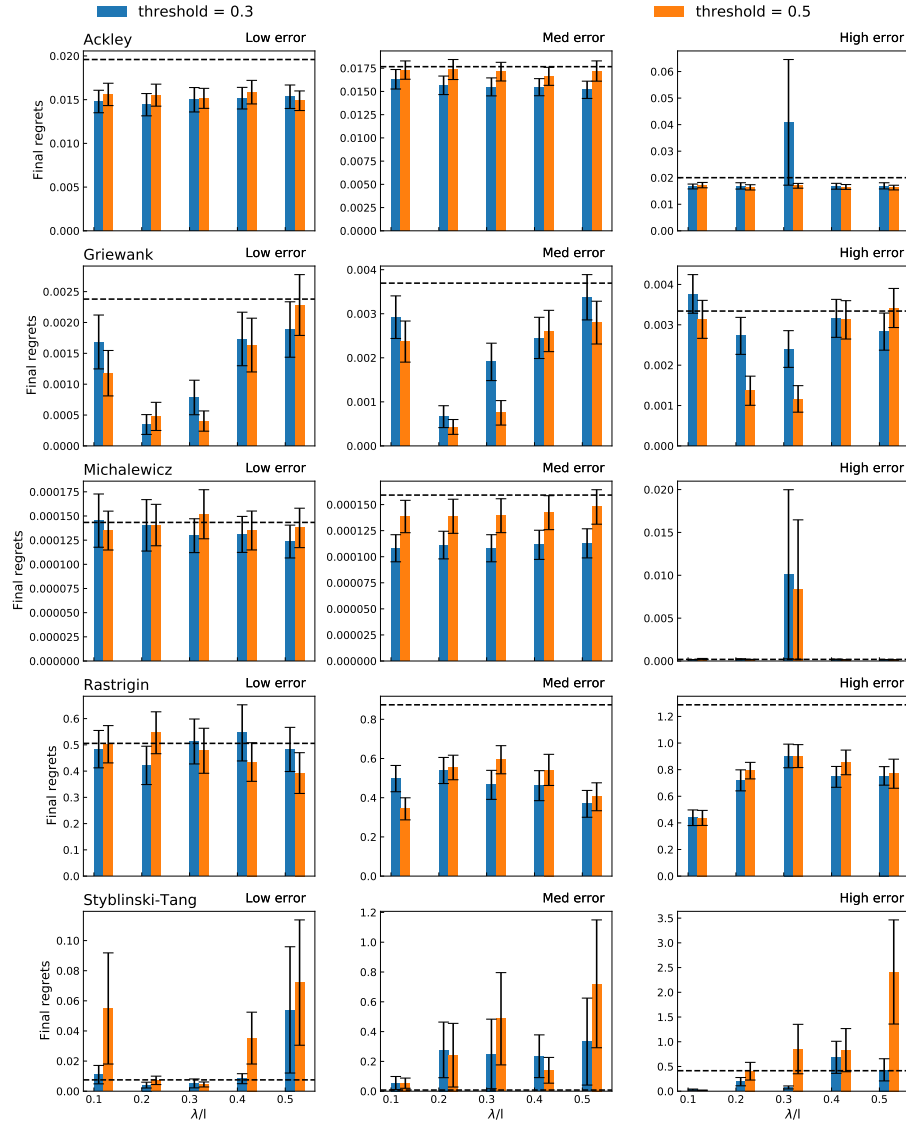 threshold = 0.3
threshold = 0.5
Ackley
Low error
Med error
High error
Final regrets
0.020
0.015
0.010
0.005
0.000
0.0175
0.0150
0.0125
0.0100
0.0075
0.0050
0.0025
0.0000
0.06
0.05
0.04
0.03
0.02
0.01
0.00
Griewank
Low error
Med error
High error
Final regrets
0.0025
0.0020
0.0015
0.0010
0.0005
0.0000
0.004
0.003
0.002
0.001
0.000
0.005
0.004
0.003
0.002
0.001
0.000
Michalewicz
Low error
Med error
High error
Final regrets
0.000175
0.000150
0.000125
0.000100
0.000075
0.000050
0.000025
0.000000
0.000150
0.000125
0.000100
0.000075
0.000050
0.000025
0.000000
0.020
0.015
0.010
0.005
0.000
Rastrigin
Low error
Med error
High error
Final regrets
0.6
0.5
0.4
0.3
0.2
0.1
0.0
0.8
0.6
0.4
0.2
0.0
1.2
1.0
0.8
0.6
0.4
0.2
0.0
Styblinski-Tang
Low error
Med error
High error
Final regrets
0.10
0.08
0.06
0.04
0.02
0.00
1.2
1.0
0.8
0.6
0.4
0.2
0.0
3.5
3.0
2.5
2.0
1.5
1.0
0.5
0.0
0.1 0.2 0.3 0.4 0.5
0.1 0.2 0.3 0.4 0.5
0.1 0.2 0.3 0.4 0.5
λ/l
λ/l
λ/l